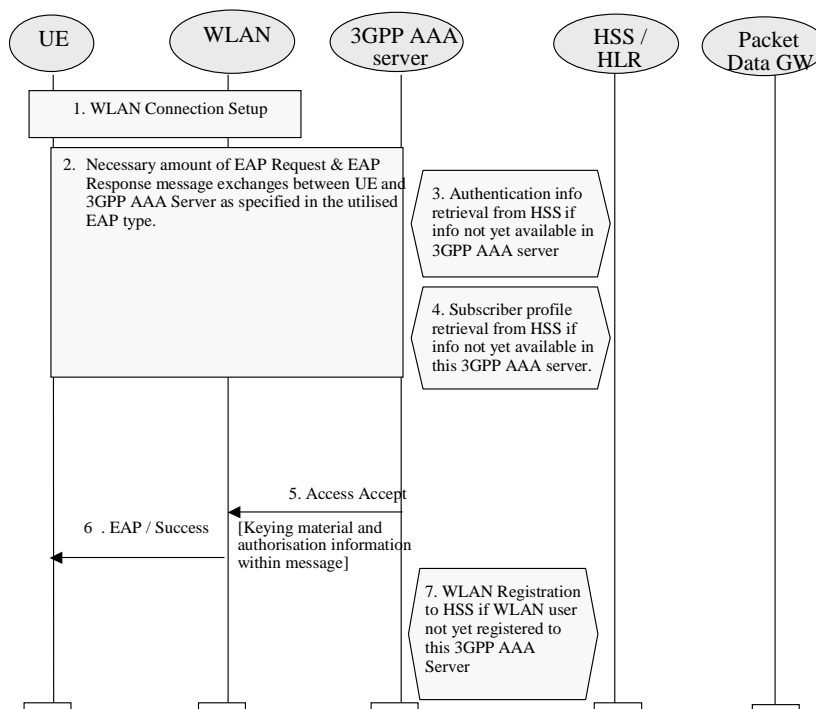 UE
WLAN
3GPP AAA
server
HSS /
HLR
Packet
Data GW
1. WLAN Connection Setup
2. Necessary amount of EAP Request & EAP
Response message exchanges between UE and
3GPP AAA Server as specified in the utilised
EAP type.
3. Authentication info
retrieval from HSS if
info not yet available in
3GPP AAA server
4. Subscriber profile
retrieval from HSS if
info not yet available in
this 3GPP AAA server.
5. Access Accept
[Keying material and
authorisation information
within message]
6 . EAP / Success
7. WLAN Registration
to HSS if WLAN user
not yet registered to
this 3GPP AAA
Server